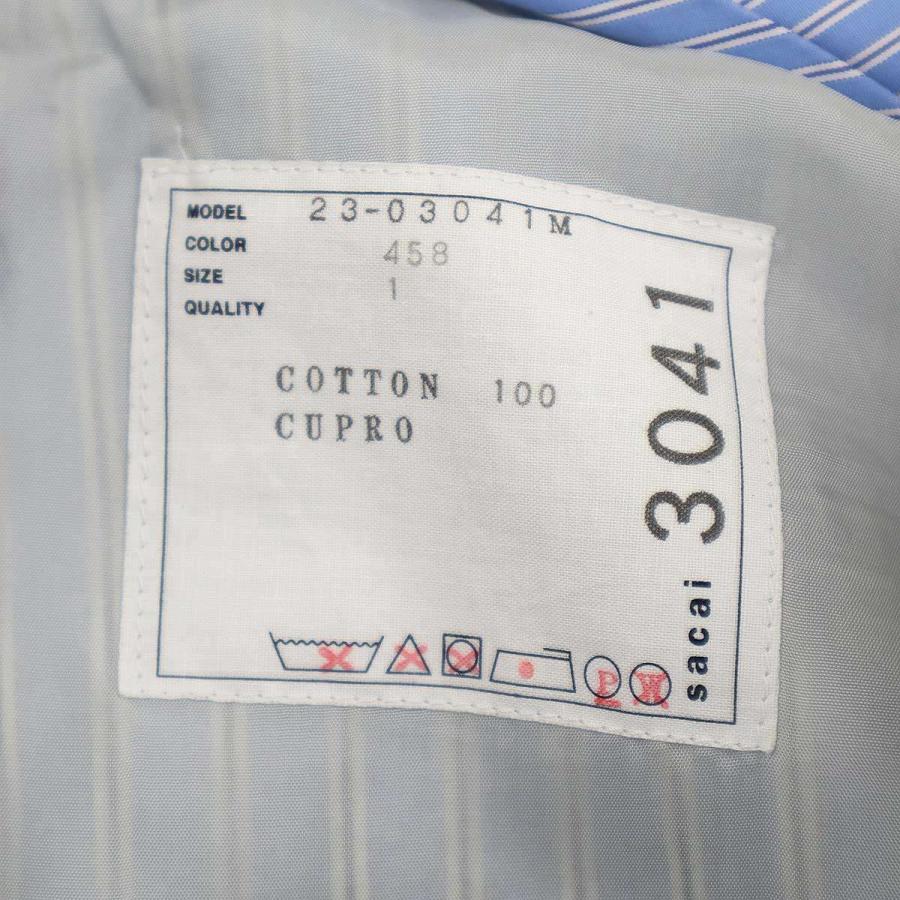 MODEL 23-03041M
COLOR 458
SIZE 1
QUALITY
COTTON 100
CUPRO
P W
sacai 3041